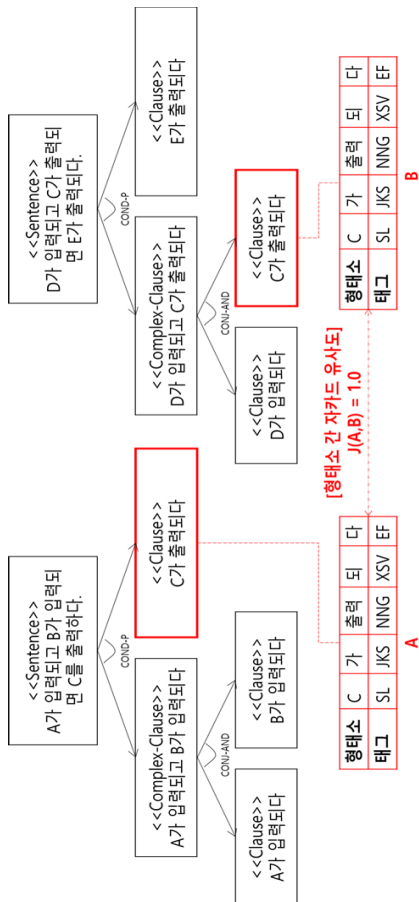 <<Sentence>>
A가 입력되고 B가 입력되
면 C를 출력하다.
COND-P
<<Complex-Clause>>
A가 입력되고 B가 입력되다
<<Clause>>
C가 출력되다
CONJ-AND
<<Clause>>
A가 입력되다
<<Clause>>
B가 입력되다
형태소 C 가 출력 되 다
태그 SL JKS NNG XSV EF
A
[형태소 간 자카드 유사도]
J(A,B) = 1.0
<<Sentence>>
D가 입력되고 C가 출력되
면 E가 출력되다.
COND-P
<<Complex-Clause>>
D가 입력되고 C가 출력되다
<<Clause>>
E가 출력되다
CONJ-AND
<<Clause>>
D가 입력되다
<<Clause>>
C가 출력되다
형태소 C 가 출력 되 다
태그 SL JKS NNG XSV EF
B